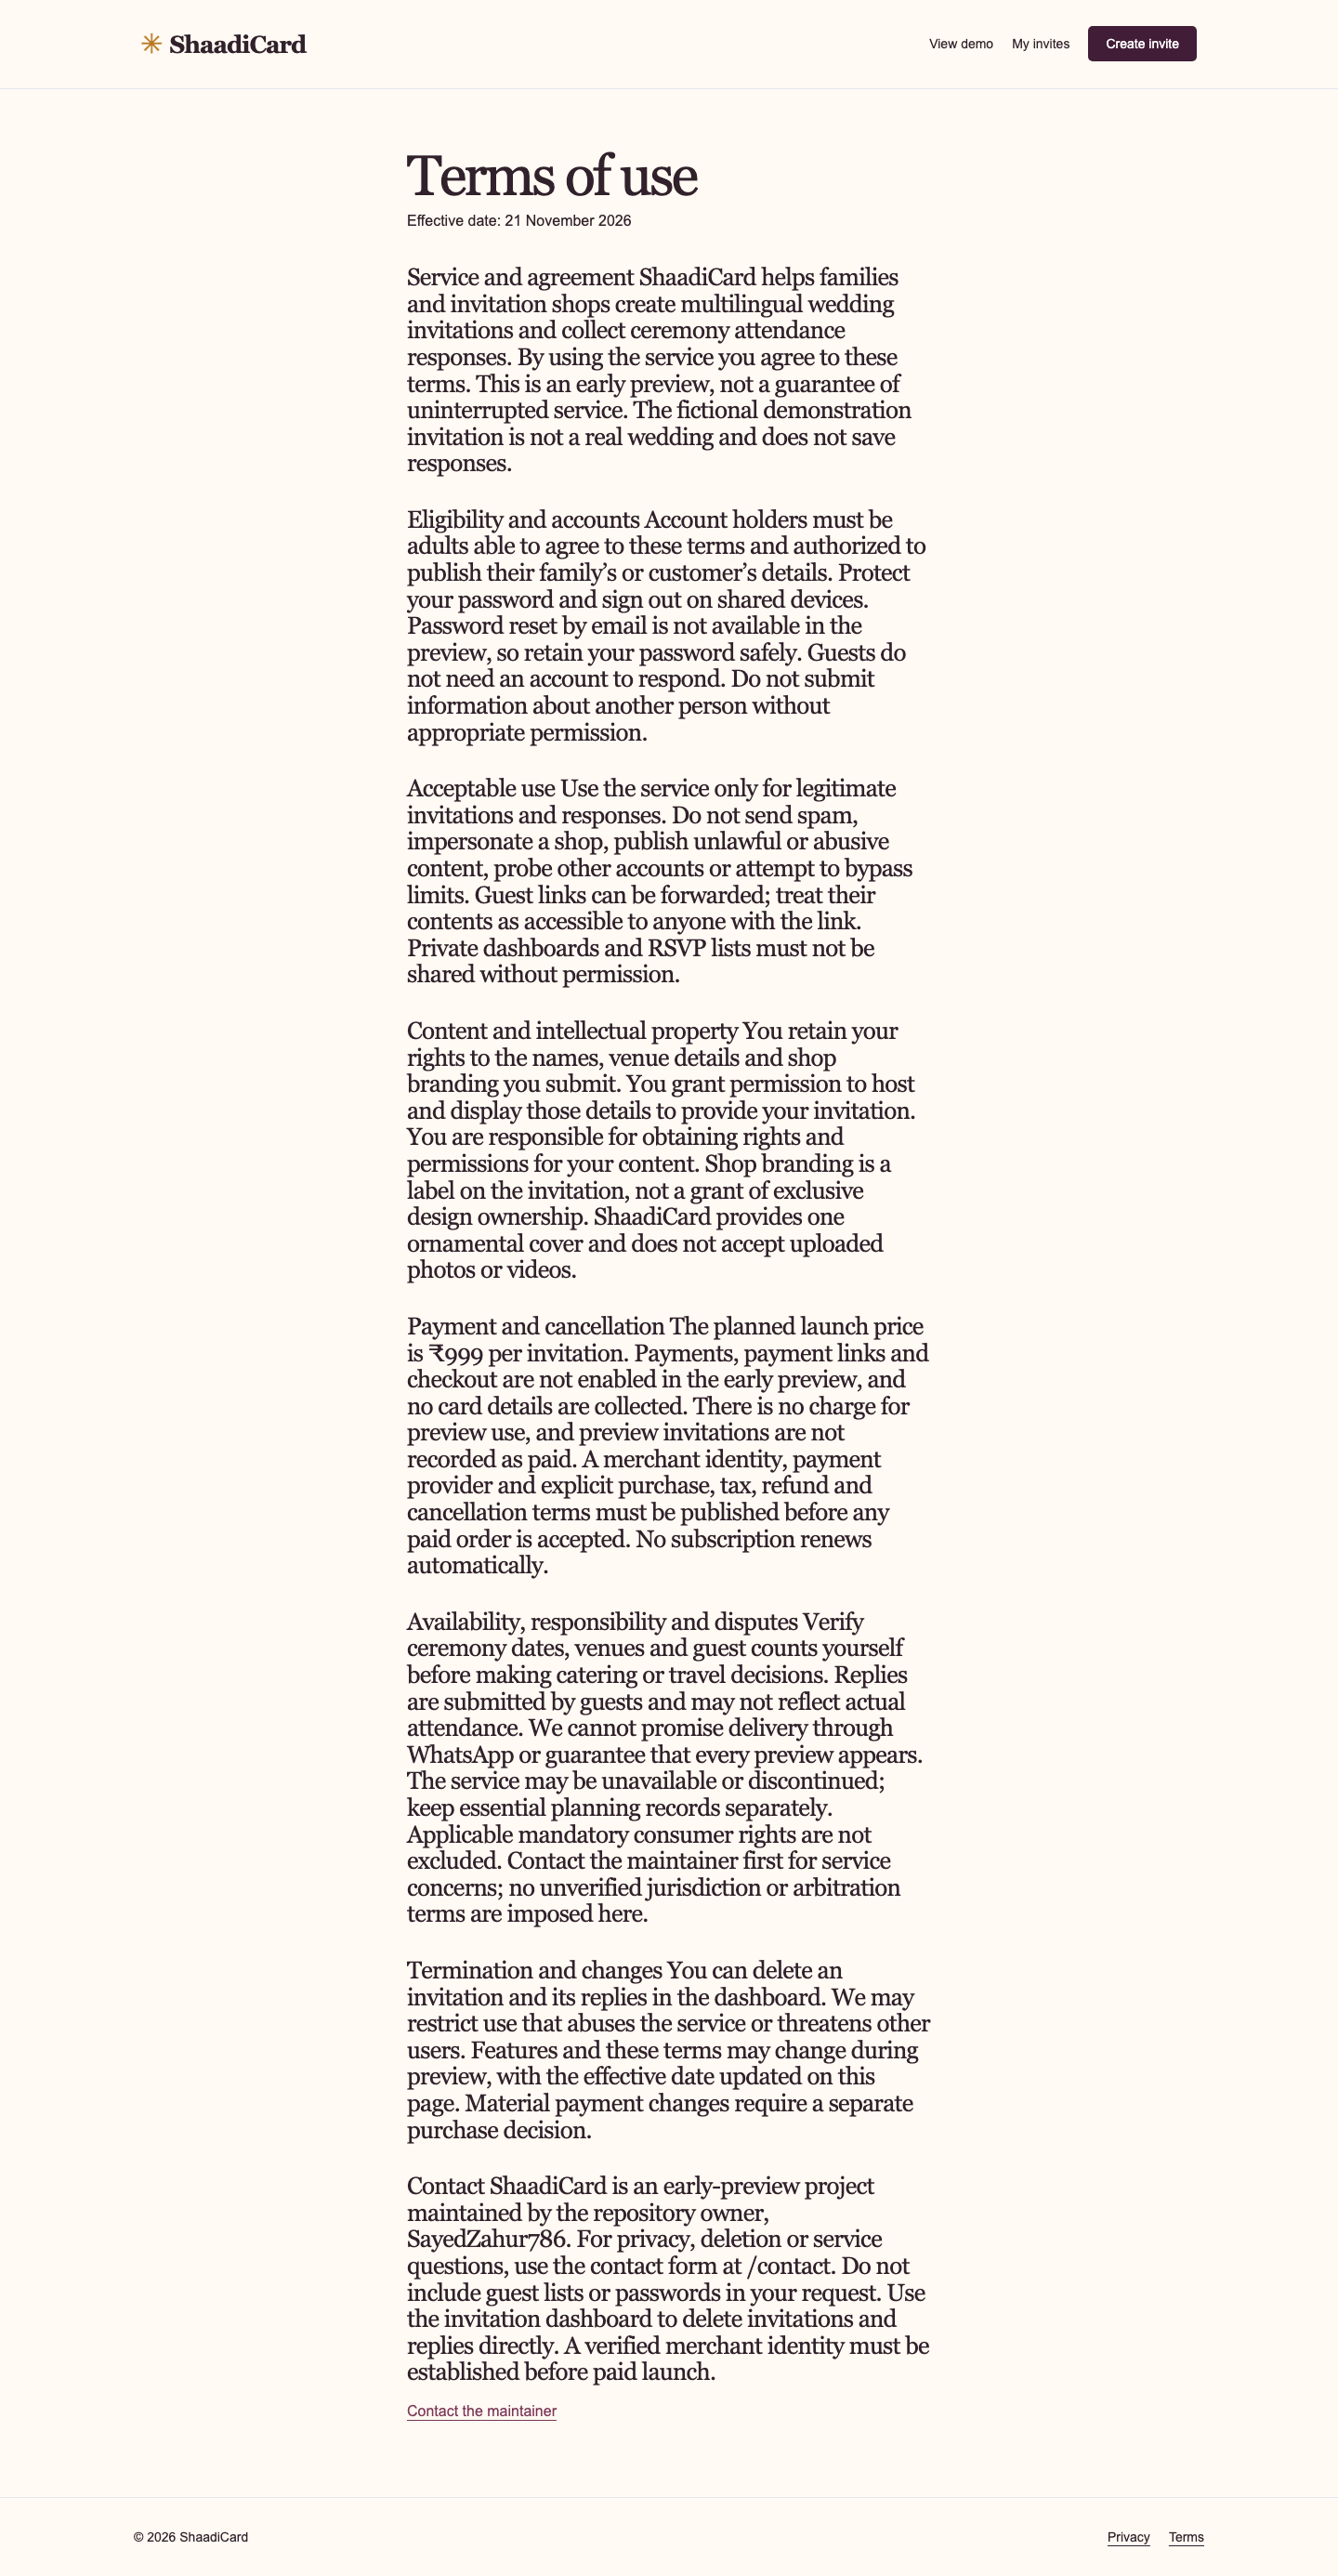 ShaadiCard
View demo
My invites
Create invite
Terms of use
Effective date: 21 November 2026
Service and agreement ShaadiCard helps families
and invitation shops create multilingual wedding
invitations and collect ceremony attendance
responses. By using the service you agree to these
terms. This is an early preview, not a guarantee of
uninterrupted service. The fictional demonstration
invitation is not a real wedding and does not save
responses.
Eligibility and accounts Account holders must be
adults able to agree to these terms and authorized to
publish their family’s or customer’s details. Protect
your password and sign out on shared devices.
Password reset by email is not available in the
preview, so retain your password safely. Guests do
not need an account to respond. Do not submit
information about another person without
appropriate permission.
Acceptable use Use the service only for legitimate
invitations and responses. Do not send spam,
impersonate a shop, publish unlawful or abusive
content, probe other accounts or attempt to bypass
limits. Guest links can be forwarded; treat their
contents as accessible to anyone with the link.
Private dashboards and RSVP lists must not be
shared without permission.
Content and intellectual property You retain your
rights to the names, venue details and shop
branding you submit. You grant permission to host
and display those details to provide your invitation.
You are responsible for obtaining rights and
permissions for your content. Shop branding is a
label on the invitation, not a grant of exclusive
design ownership. ShaadiCard provides one
ornamental cover and does not accept uploaded
photos or videos.
Payment and cancellation The planned launch price
is ₹999 per invitation. Payments, payment links and
checkout are not enabled in the early preview, and
no card details are collected. There is no charge for
preview use, and preview invitations are not
recorded as paid. A merchant identity, payment
provider and explicit purchase, tax, refund and
cancellation terms must be published before any
paid order is accepted. No subscription renews
automatically.
Availability, responsibility and disputes Verify
ceremony dates, venues and guest counts yourself
before making catering or travel decisions. Replies
are submitted by guests and may not reflect actual
attendance. We cannot promise delivery through
WhatsApp or guarantee that every preview appears.
The service may be unavailable or discontinued;
keep essential planning records separately.
Applicable mandatory consumer rights are not
excluded. Contact the maintainer first for service
concerns; no unverified jurisdiction or arbitration
terms are imposed here.
Termination and changes You can delete an
invitation and its replies in the dashboard. We may
restrict use that abuses the service or threatens other
users. Features and these terms may change during
preview, with the effective date updated on this
page. Material payment changes require a separate
purchase decision.
Contact ShaadiCard is an early-preview project
maintained by the repository owner,
SayedZahur786. For privacy, deletion or service
questions, use the contact form at /contact. Do not
include guest lists or passwords in your request. Use
the invitation dashboard to delete invitations and
replies directly. A verified merchant identity must be
established before paid launch.
Contact the maintainer
© 2026 ShaadiCard
Privacy
Terms